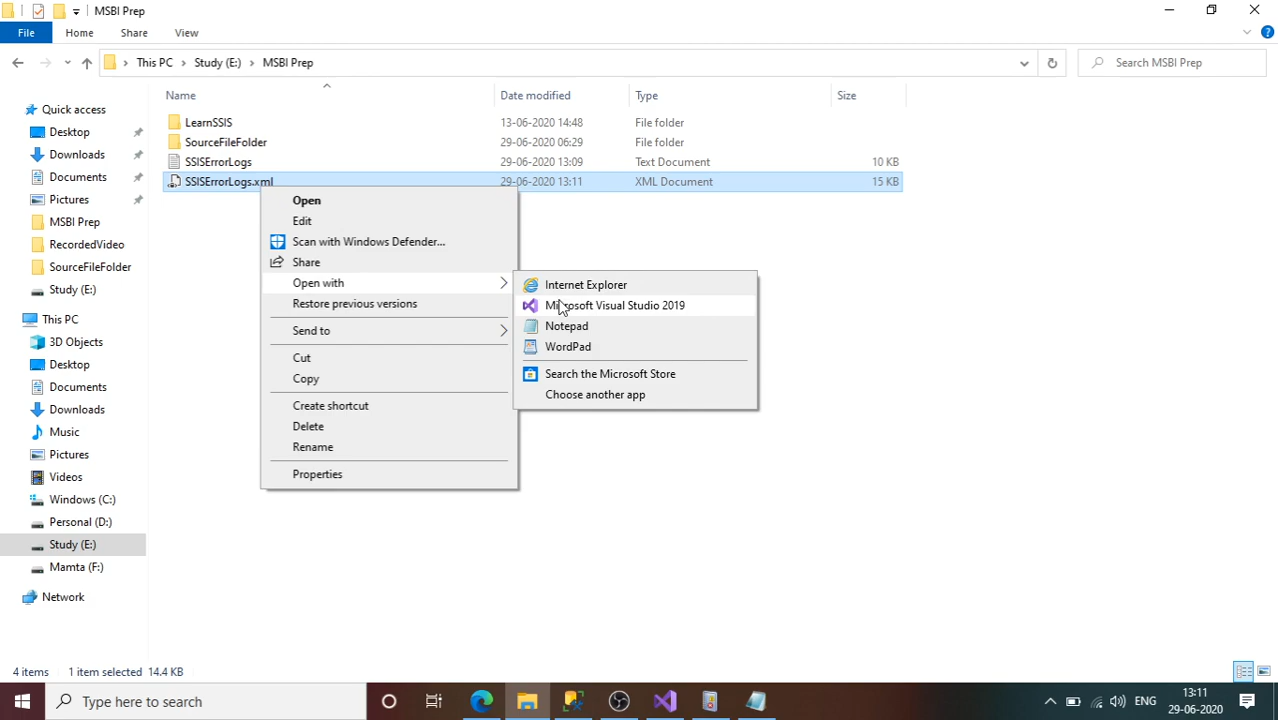 MSBI Prep
File Home Share View
This PC Study (E:) MSBI Prep
Search MSBI Prep
Name Date modified Type Size
Quick access
Desktop
Downloads
Documents
Pictures
MSBI Prep
RecordedVideo
SourceFileFolder
Study (E:)
This PC
3D Objects
Desktop
Documents
Downloads
Music
Pictures
Videos
Windows (C:)
Personal (D:)
Study (E:)
Mamta (F:)
Network
LearnSSIS 13-06-2020 14:48 File folder
SourceFileFolder 29-06-2020 06:29 File folder
SSISErrorLogs 29-06-2020 13:09 Text Document 10 KB
SSISErrorLogs.xml 29-06-2020 13:11 XML Document 15 KB
Open
Edit
Scan with Windows Defender...
Share
Open with
Restore previous versions
Send to
Cut
Copy
Create shortcut
Delete
Rename
Properties
Internet Explorer
Microsoft Visual Studio 2019
Notepad
WordPad
Search the Microsoft Store
Choose another app
4 items 1 item selected 14.4 KB
Type here to search
ENG
13:11
29-06-2020